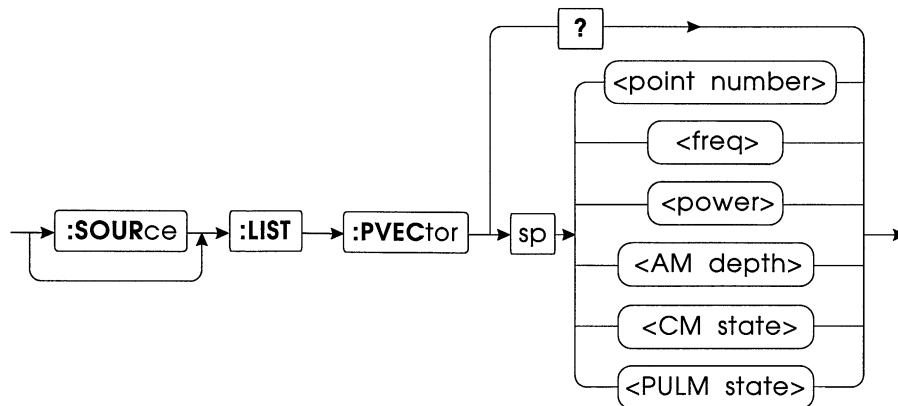 ?
<point number>
<freq>
<power>
:SOURce :LIST :PVECtor sp
<AM depth>
<CM state>
<PULM state>